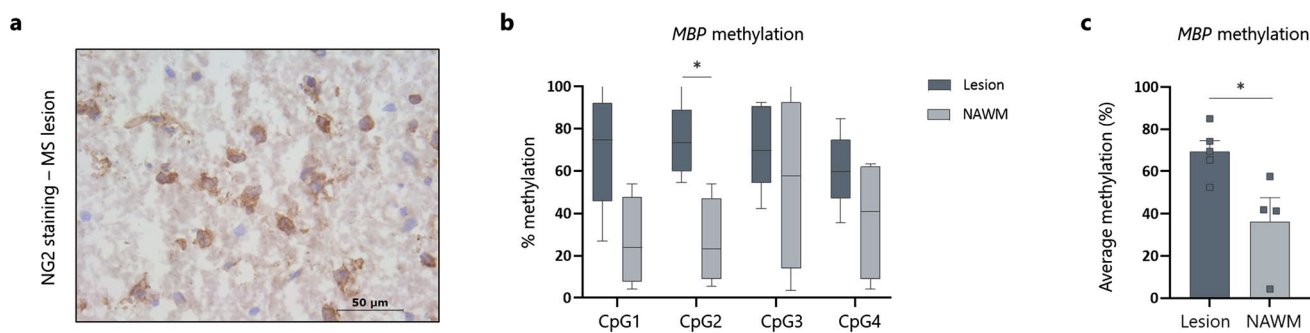 a
NG2 staining – MS lesion
50 µm
b
MBP methylation
% methylation
100
80
60
40
20
0
*
CpG1 CpG2 CpG3 CpG4
Lesion
NAWM
c
MBP methylation
Average methylation (%)
100
80
60
40
20
0
*
Lesion NAWM